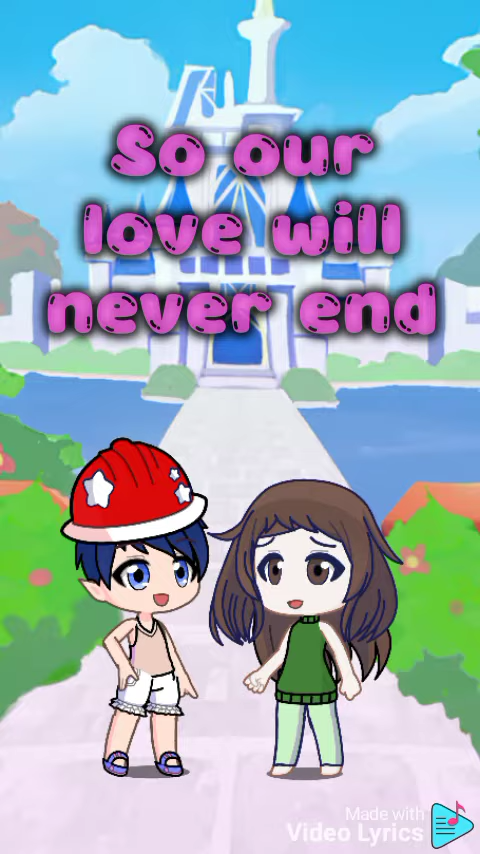 So our
love will
never end
Made with
Video Lyrics